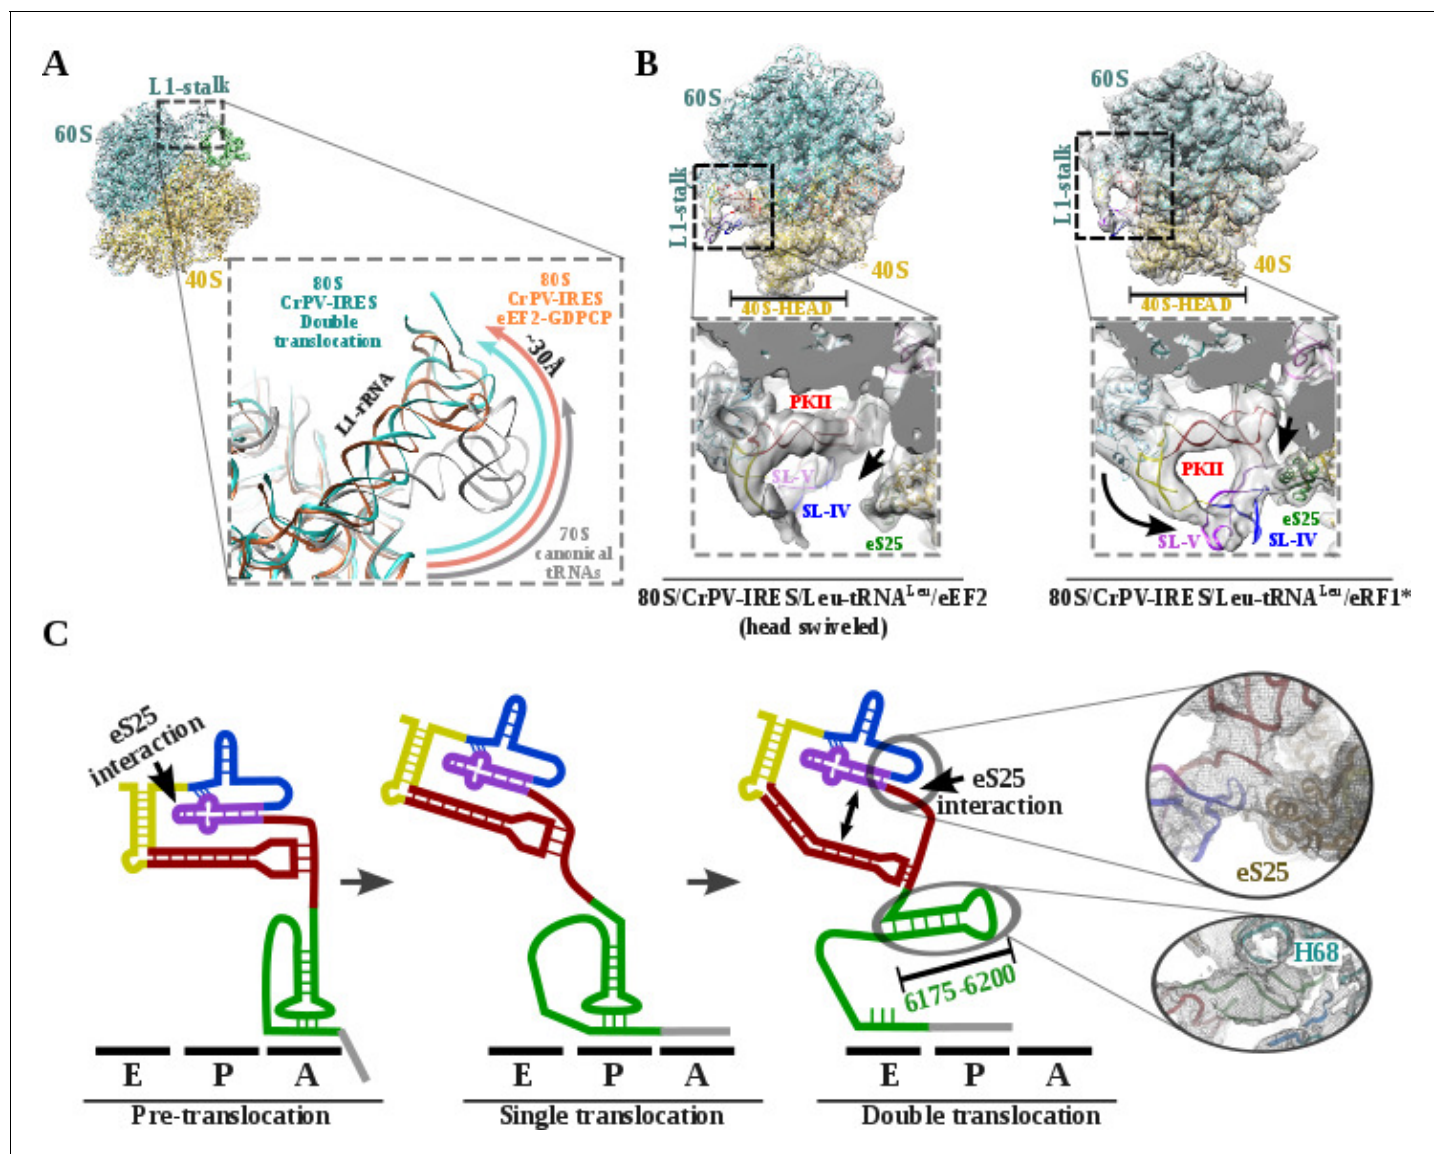 A
L1-stalk
60S
40S
80S
CrPV-IRES
Double
translocation
80S
CrPV-IRES
eEF2-GDPCP
~30Å
L1-rRNA
70S
canonical
tRNAs
B
60S
L1-stalk
40S
40S-HEAD
PKII
SL-V
SL-IV
eS25
80S/CrPV-IRES/Leu-tRNALeu/eEF2
(head swiveled)
60S
L1-stalk
40S
40S-HEAD
PKII
eS25
SL-V
SL-IV
80S/CrPV-IRES/Leu-tRNALeu/eRF1*
C
eS25
interaction
E P A
Pre-translocation
E P A
Single translocation
eS25
interaction
6175-6200
E P A
Double translocation
eS25
H68